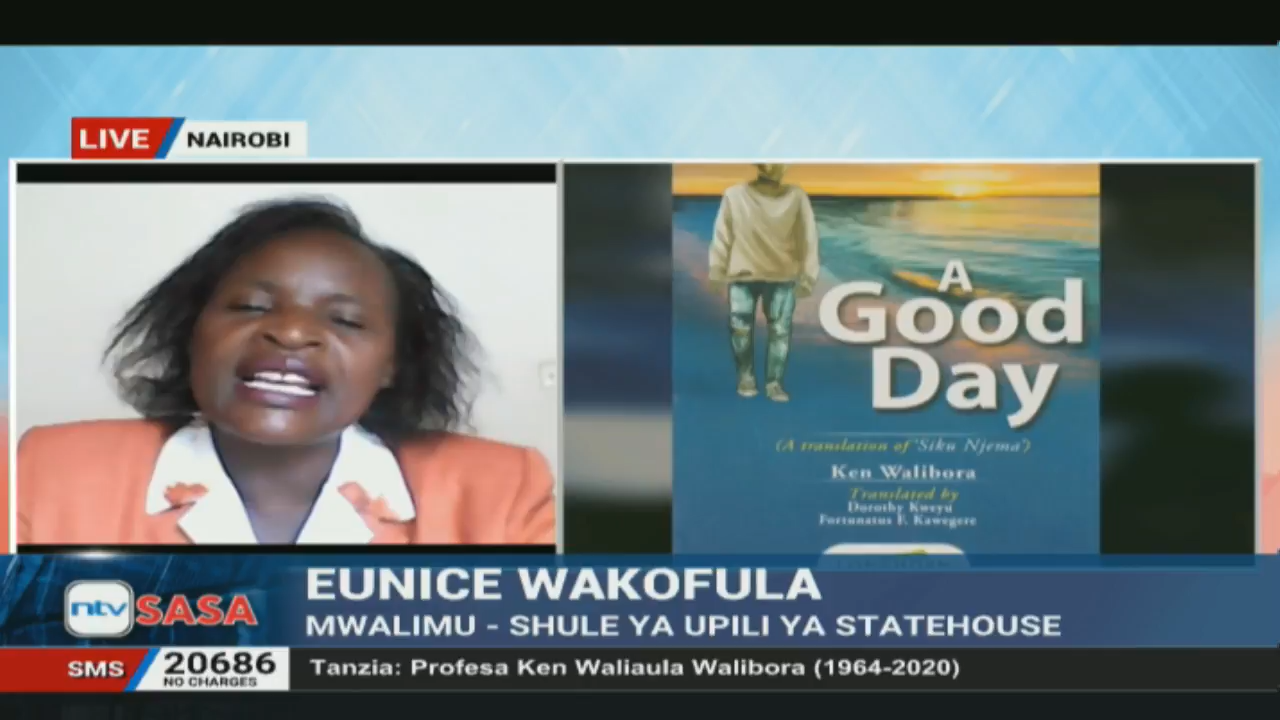 LIVE NAIROBI
A
Good
Day
(A translation of 'Siku Njema')
Ken Walibora
Translated by
Dorothy Kweyu
Fortunatus F. Kawegere
EUNICE WAKOFULA
MWALIMU - SHULE YA UPILI YA STATEHOUSE
ntv SASA
SMS 20686
NO CHARGES
Tanzia: Profesa Ken Waliaula Walibora (1964-2020)